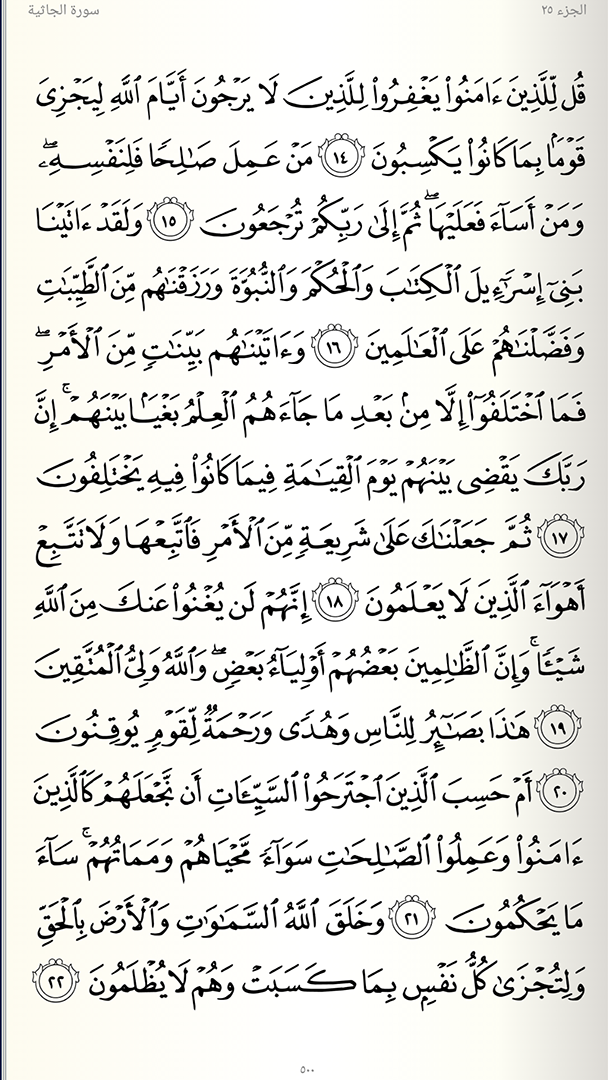 سورة الجاثية الجزء ٢٥
قُل لِّلَّذِينَ ءَامَنُوا۟ يَغْفِرُوا۟ لِلَّذِينَ لَا يَرْجُونَ أَيَّامَ ٱللَّهِ لِيَجْزِىَ
قَوْمًۢا بِمَا كَانُوا۟ يَكْسِبُونَ ١٤ مَنْ عَمِلَ صَـٰلِحًا فَلِنَفْسِهِۦ ۖ
وَمَنْ أَسَآءَ فَعَلَيْهَا ۖ ثُمَّ إِلَىٰ رَبِّكُمْ تُرْجَعُونَ ١٥ وَلَقَدْ ءَاتَيْنَا
بَنِىٓ إِسْرَٰٓءِيلَ ٱلْكِتَـٰبَ وَٱلْحُكْمَ وَٱلنُّبُوَّةَ وَرَزَقْنَـٰهُم مِّنَ ٱلطَّيِّبَـٰتِ
وَفَضَّلْنَـٰهُمْ عَلَى ٱلْعَـٰلَمِينَ ١٦ وَءَاتَيْنَـٰهُم بَيِّنَـٰتٍ مِّنَ ٱلْأَمْرِ ۖ
فَمَا ٱخْتَلَفُوٓا۟ إِلَّا مِنۢ بَعْدِ مَا جَآءَهُمُ ٱلْعِلْمُ بَغْيًۢا بَيْنَهُمْ ۚ إِنَّ
رَبَّكَ يَقْضِى بَيْنَهُمْ يَوْمَ ٱلْقِيَـٰمَةِ فِيمَا كَانُوا۟ فِيهِ يَخْتَلِفُونَ
١٧ ثُمَّ جَعَلْنَـٰكَ عَلَىٰ شَرِيعَةٍ مِّنَ ٱلْأَمْرِ فَٱتَّبِعْهَا وَلَا تَتَّبِعْ
أَهْوَآءَ ٱلَّذِينَ لَا يَعْلَمُونَ ١٨ إِنَّهُمْ لَن يُغْنُوا۟ عَنكَ مِنَ ٱللَّهِ
شَيْـًٔا ۚ وَإِنَّ ٱلظَّـٰلِمِينَ بَعْضُهُمْ أَوْلِيَآءُ بَعْضٍ ۖ وَٱللَّهُ وَلِىُّ ٱلْمُتَّقِينَ
١٩ هَـٰذَا بَصَـٰٓئِرُ لِلنَّاسِ وَهُدًى وَرَحْمَةٌ لِّقَوْمٍ يُوقِنُونَ
٢٠ أَمْ حَسِبَ ٱلَّذِينَ ٱجْتَرَحُوا۟ ٱلسَّيِّـَٔاتِ أَن نَّجْعَلَهُمْ كَٱلَّذِينَ
ءَامَنُوا۟ وَعَمِلُوا۟ ٱلصَّـٰلِحَـٰتِ سَوَآءً مَّحْيَاهُمْ وَمَمَاتُهُمْ ۚ سَآءَ
مَا يَحْكُمُونَ ٢١ وَخَلَقَ ٱللَّهُ ٱلسَّمَـٰوَٰتِ وَٱلْأَرْضَ بِٱلْحَقِّ
وَلِتُجْزَىٰ كُلُّ نَفْسٍۭ بِمَا كَسَبَتْ وَهُمْ لَا يُظْلَمُونَ ٢٢
٥٠٠